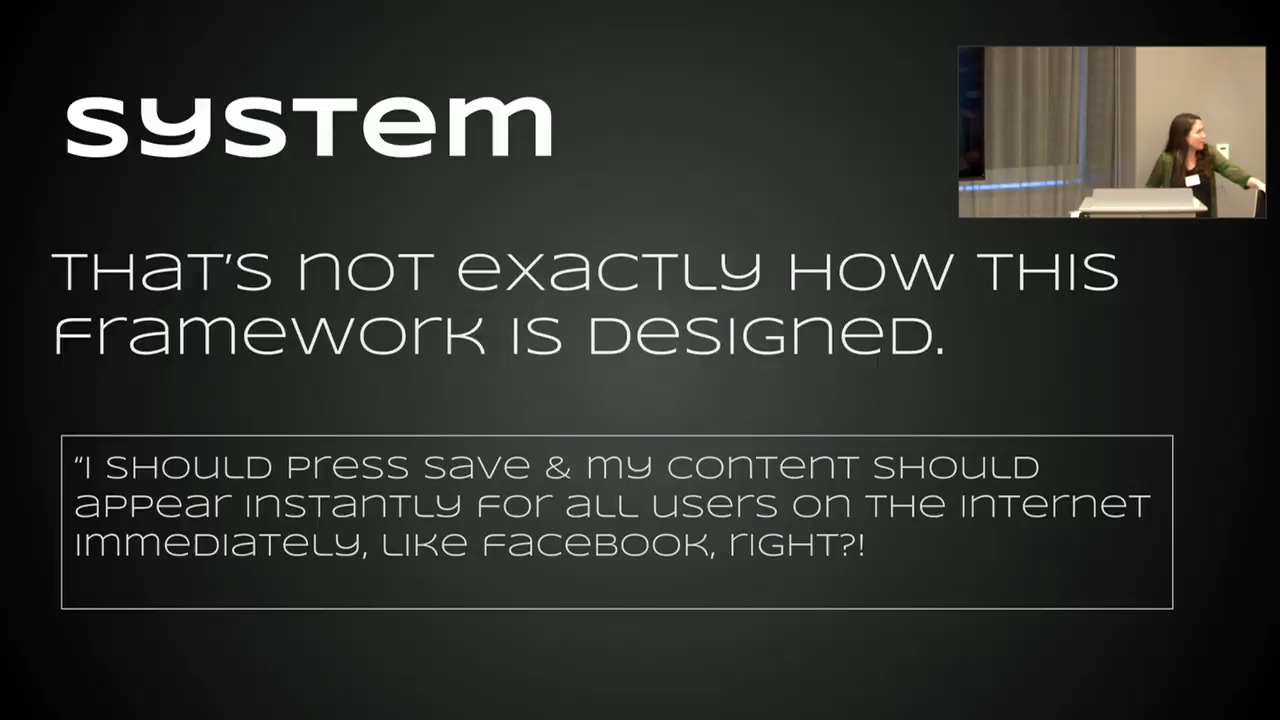 system
THAT'S NOT EXACTLY HOW THIS
FRAMEWORK IS DESIGNED.
"I SHOULD PRESS SAVE & MY CONTENT SHOULD
APPEAR INSTANTLY FOR ALL USERS ON THE INTERNET
IMMEDIATELY, LIKE FACEBOOK, RIGHT?!